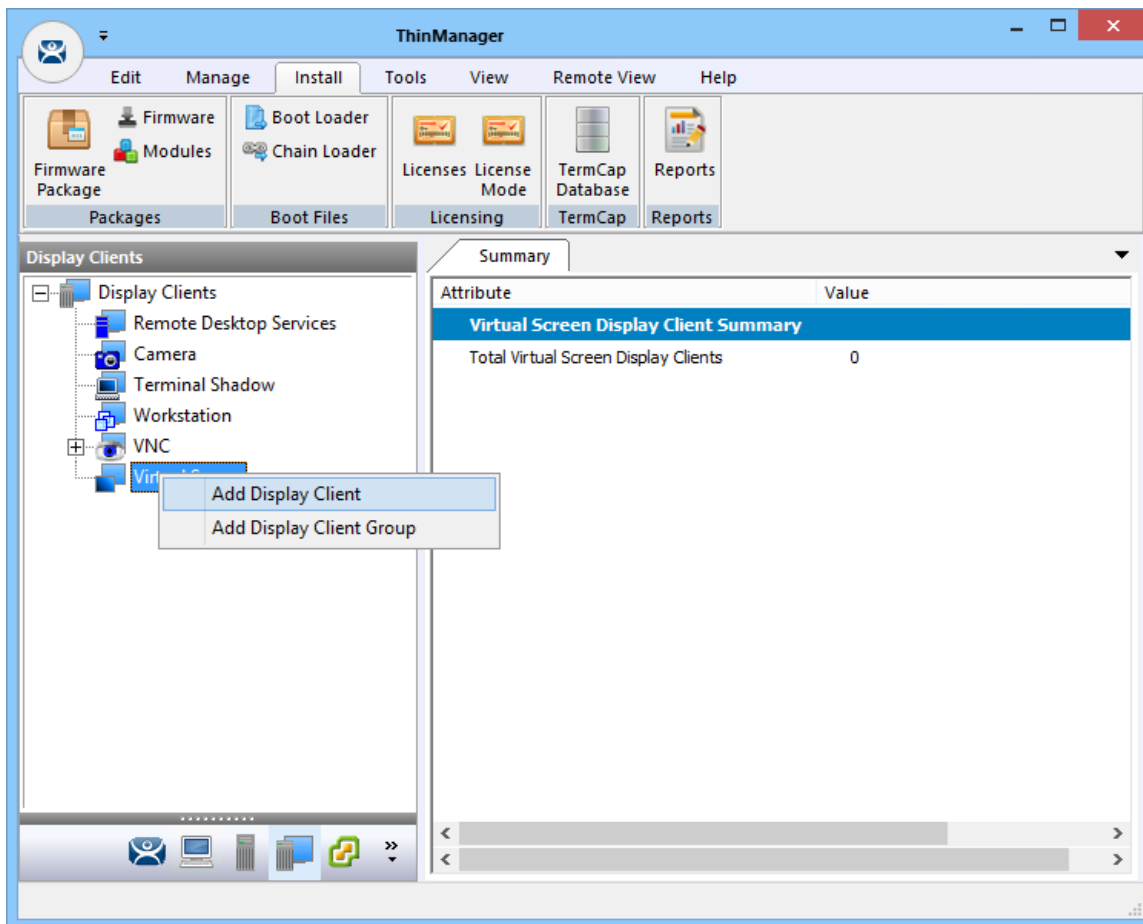 ThinManager
Edit Manage Install Tools View Remote View Help
Firmware Package
Firmware
Modules
Packages
Boot Loader
Chain Loader
Boot Files
Licenses
License Mode
Licensing
TermCap Database
TermCap
Reports
Reports
Display Clients
Display Clients
Remote Desktop Services
Camera
Terminal Shadow
Workstation
VNC
Add Display Client
Add Display Client Group
Summary
Attribute Value
Virtual Screen Display Client Summary
Total Virtual Screen Display Clients 0